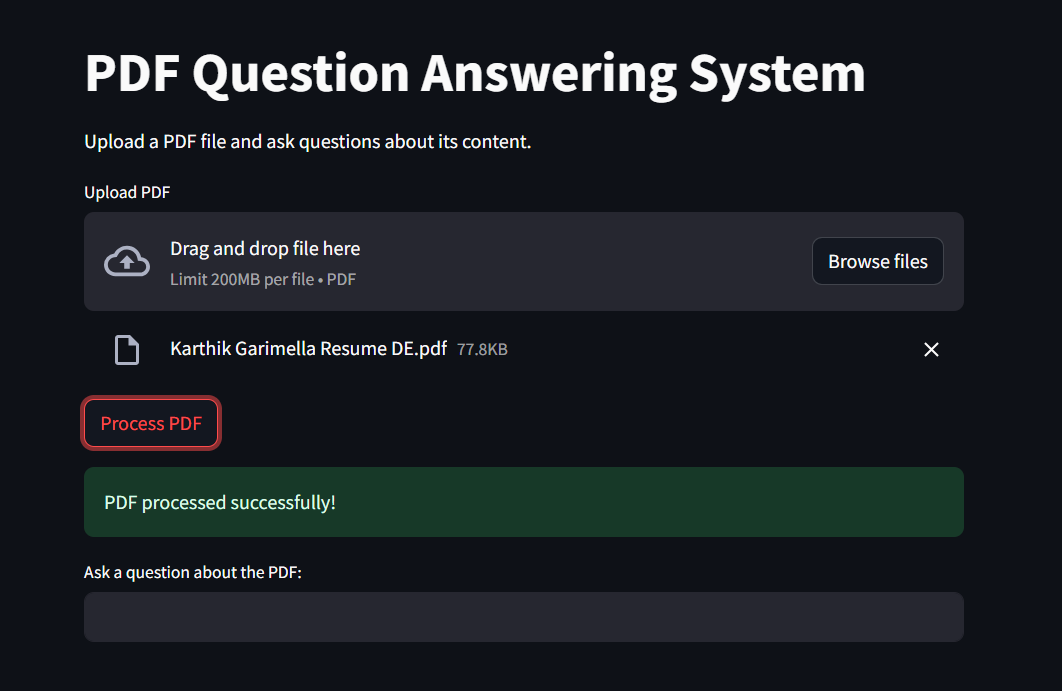 PDF Question Answering System
Upload a PDF file and ask questions about its content.
Upload PDF
Drag and drop file here
Limit 200MB per file • PDF
Browse files
Karthik Garimella Resume DE.pdf 77.8KB
Process PDF
PDF processed successfully!
Ask a question about the PDF: